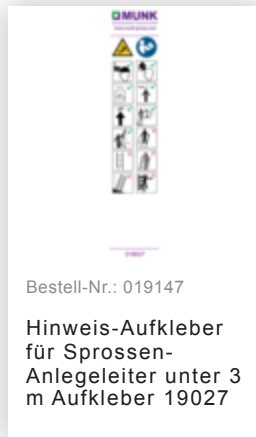 MUNK
Bestell-Nr.: 019147
Hinweis-Aufkleber
für Sprossen-
Anlegeleiter unter 3
m Aufkleber 19027